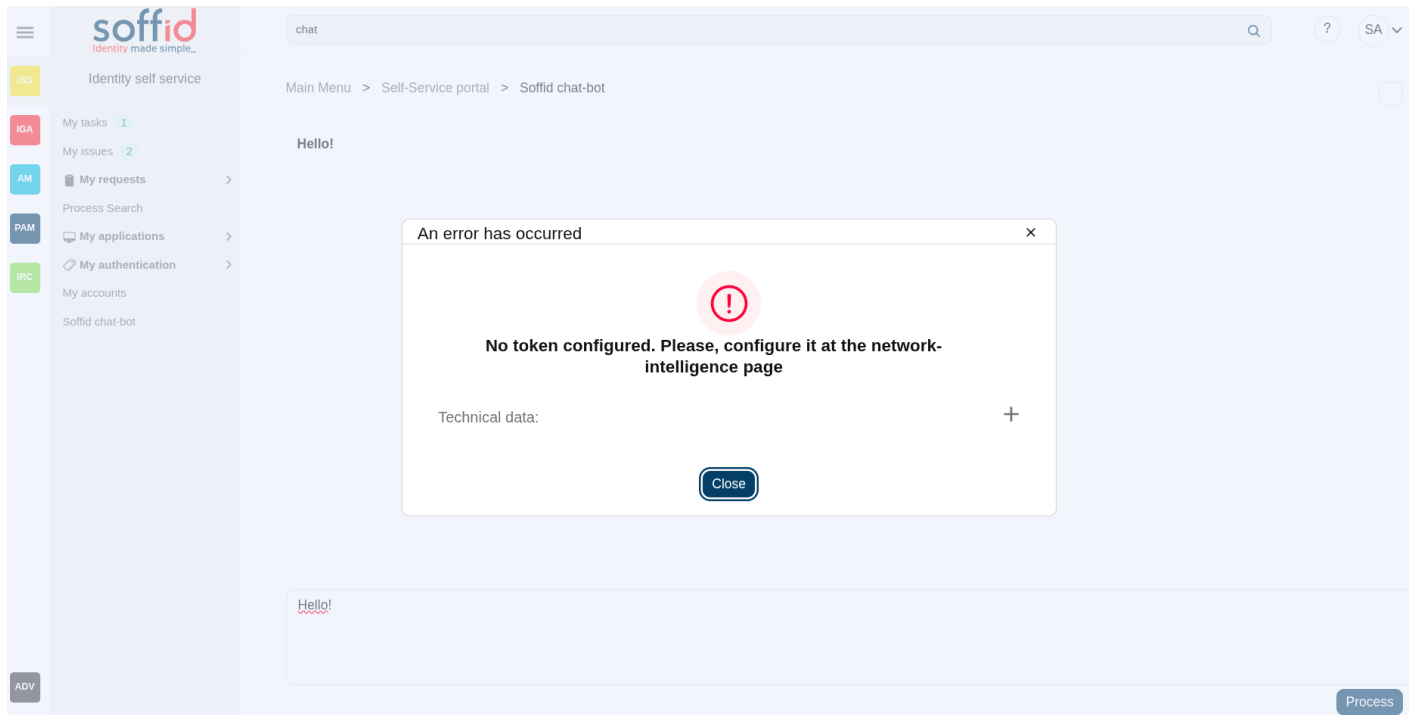 soffid
Identity made simple_
chat
?
SA
ISS
Identity self service
Main Menu > Self-Service portal > Soffid chat-bot
IGA
My tasks 1
Hello!
My issues 2
AM
My requests
Process Search
PAM
My applications
An error has occurred
My authentication
IRC
My accounts
Soffid chat-bot
No token configured. Please, configure it at the network-
intelligence page
Technical data:
Close
Hello!
ADV
Process